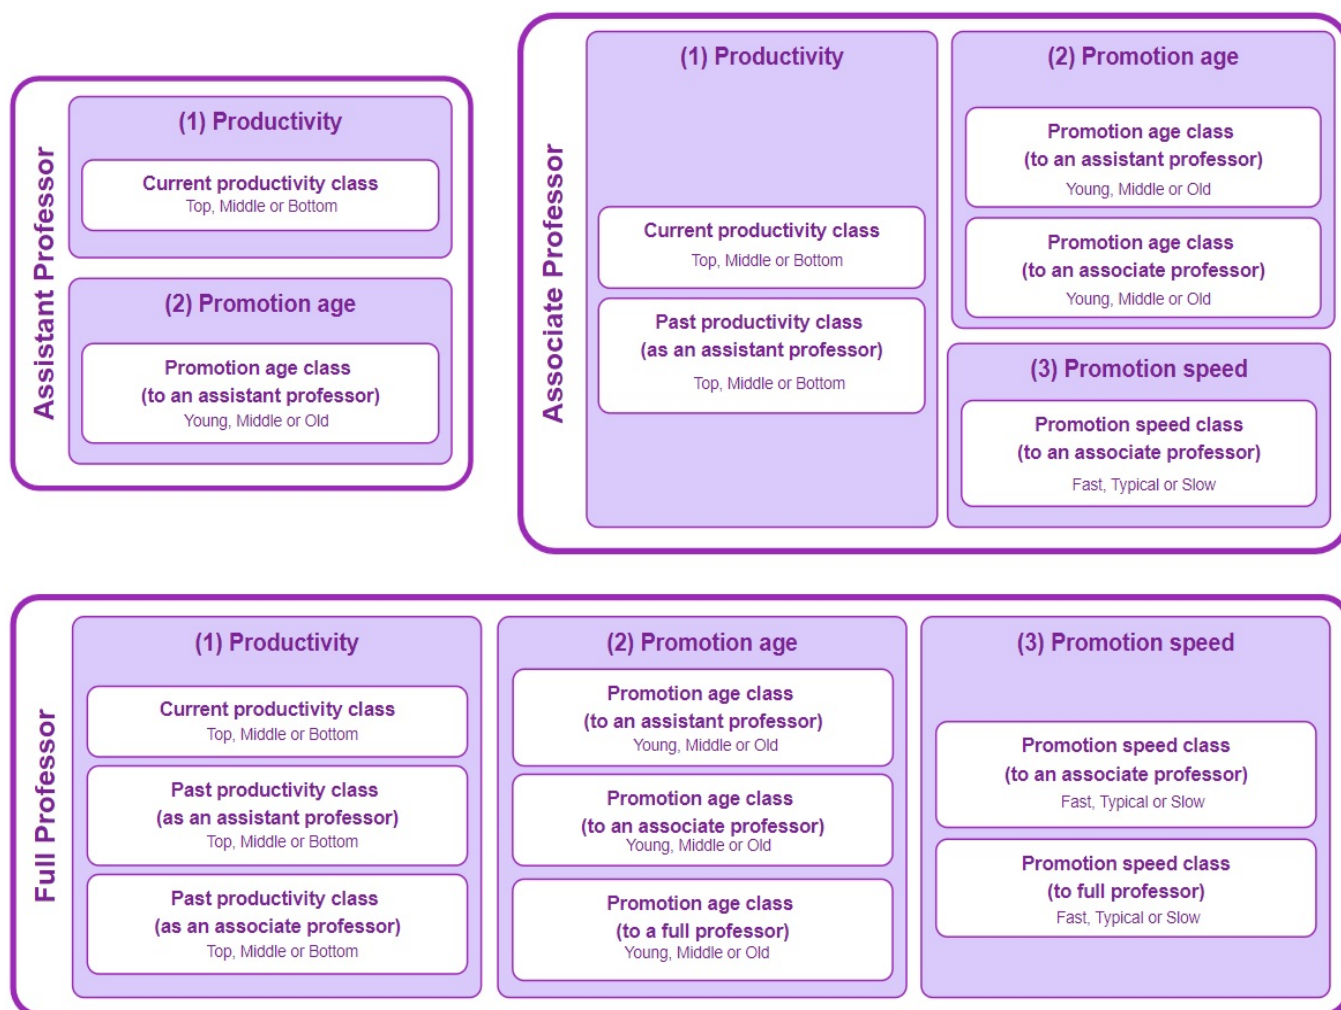 Assistant Professor
(1) Productivity
Current productivity class
Top, Middle or Bottom
(2) Promotion age
Promotion age class
(to an assistant professor)
Young, Middle or Old
Associate Professor
(1) Productivity
Current productivity class
Top, Middle or Bottom
Past productivity class
(as an assistant professor)
Top, Middle or Bottom
(2) Promotion age
Promotion age class
(to an assistant professor)
Young, Middle or Old
Promotion age class
(to an associate professor)
Young, Middle or Old
(3) Promotion speed
Promotion speed class
(to an associate professor)
Fast, Typical or Slow
Full Professor
(1) Productivity
Current productivity class
Top, Middle or Bottom
Past productivity class
(as an assistant professor)
Top, Middle or Bottom
Past productivity class
(as an associate professor)
Top, Middle or Bottom
(2) Promotion age
Promotion age class
(to an assistant professor)
Young, Middle or Old
Promotion age class
(to an associate professor)
Young, Middle or Old
Promotion age class
(to a full professor)
Young, Middle or Old
(3) Promotion speed
Promotion speed class
(to an associate professor)
Fast, Typical or Slow
Promotion speed class
(to full professor)
Fast, Typical or Slow